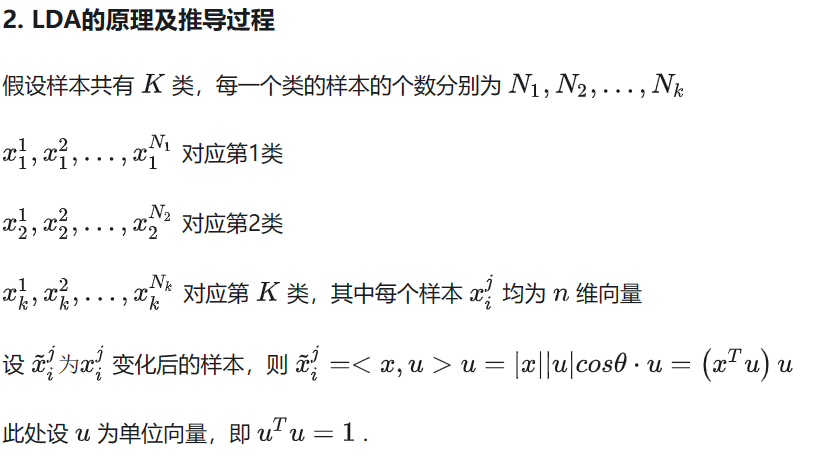 2. LDA的原理及推导过程
假设样本共有 $K$ 类，每一个类的样本的个数分别为 $N_1, N_2, \ldots, N_k$
$x_1^1, x_1^2, \ldots, x_1^{N_1}$ 对应第1类
$x_2^1, x_2^2, \ldots, x_2^{N_2}$ 对应第2类
$x_k^1, x_k^2, \ldots, x_k^{N_k}$ 对应第 $K$ 类，其中每个样本 $x_i^j$ 均为 $n$ 维向量
设 $\tilde{x}_i^j 为 x_i^j$ 变化后的样本，则 $\tilde{x}_i^j = <x, u> u = |x||u|cos\theta \cdot u = \left(x^T u\right) u$
此处设 $u$ 为单位向量，即 $u^T u = 1$ .